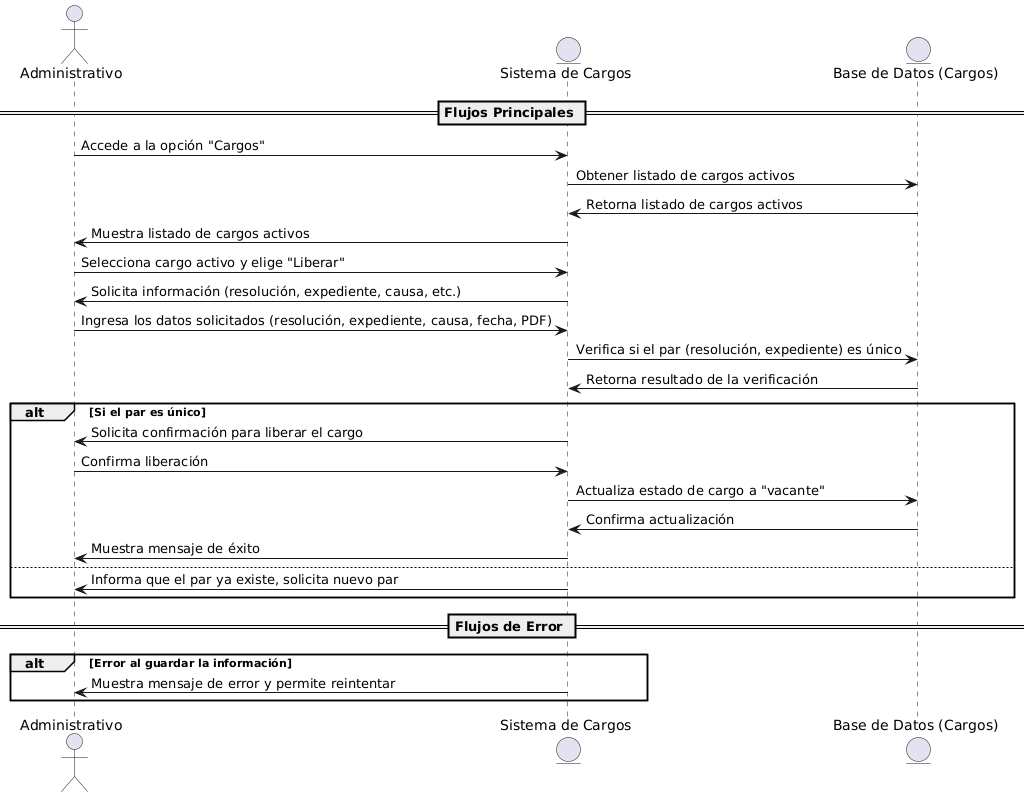 Administrativo
Sistema de Cargos
Base de Datos (Cargos)
Flujos Principales
Accede a la opción "Cargos"
Obtener listado de cargos activos
Retorna listado de cargos activos
Muestra listado de cargos activos
Selecciona cargo activo y elige "Liberar"
Solicita información (resolución, expediente, causa, etc.)
Ingresa los datos solicitados (resolución, expediente, causa, fecha, PDF)
Verifica si el par (resolución, expediente) es único
Retorna resultado de la verificación
alt [Si el par es único]
Solicita confirmación para liberar el cargo
Confirma liberación
Actualiza estado de cargo a "vacante"
Confirma actualización
Muestra mensaje de éxito
Informa que el par ya existe, solicita nuevo par
Flujos de Error
alt [Error al guardar la información]
Muestra mensaje de error y permite reintentar
Administrativo
Sistema de Cargos
Base de Datos (Cargos)